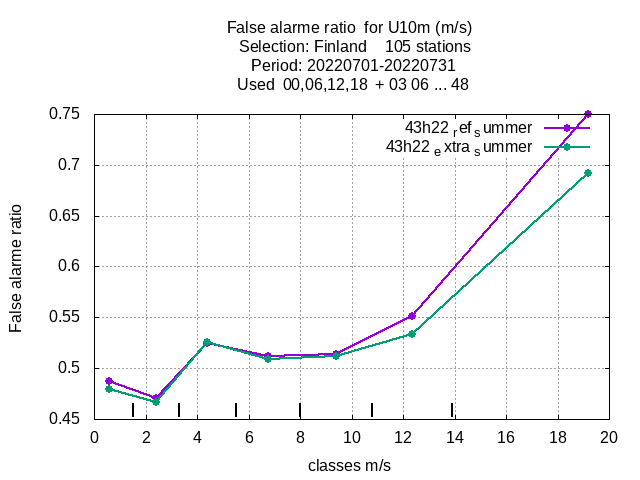 False alarme ratio  for U10m (m/s)
Selection: Finland    105 stations
Period: 20220701-20220731
Used  00,06,12,18  + 03 06 ... 48
0.75
0.7
0.65
0.6
0.55
0.5
0.45
False alarme ratio
43h22 ref summer
43h22 extra summer
0 2 4 6 8 10 12 14 16 18 20
classes m/s